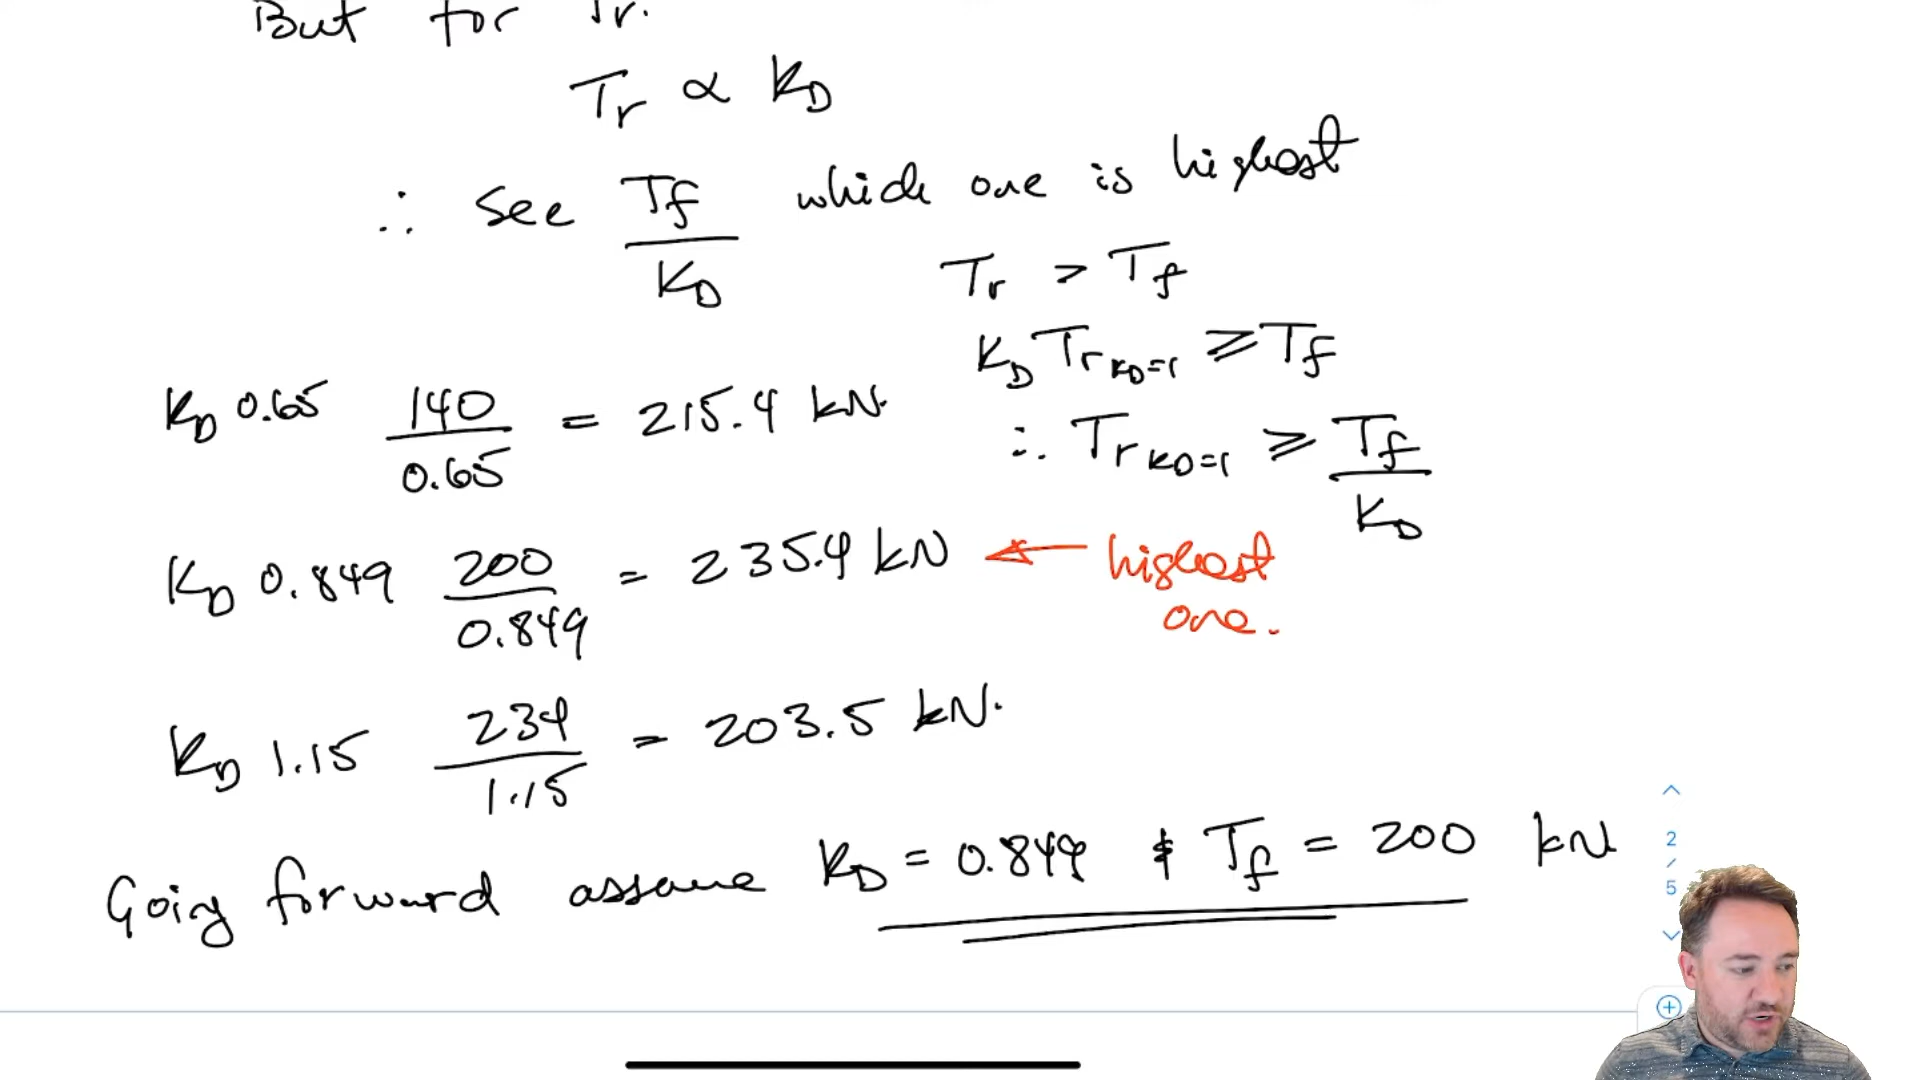 But for Tr.
Tr ∝ KD
∴ see Tf/KD which one is highest
Tr > Tf
KD Tr KD=1 ≥ Tf
∴ Tr KD=1 ≥ Tf/KD
KD 0.65 140/0.65 = 215.4 kN.
KD 0.849 200/0.849 = 235.4 kN ← highest one.
KD 1.15 234/1.15 = 203.5 kN.
Going forward assume KD = 0.849 & Tf = 200 kN
2
/
5